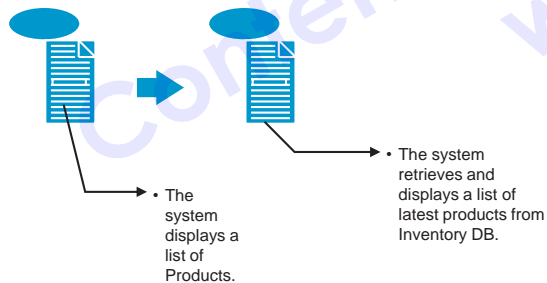 • The
system
displays a
list of
Products.
• The system
retrieves and
displays a list of
latest products from
Inventory DB.